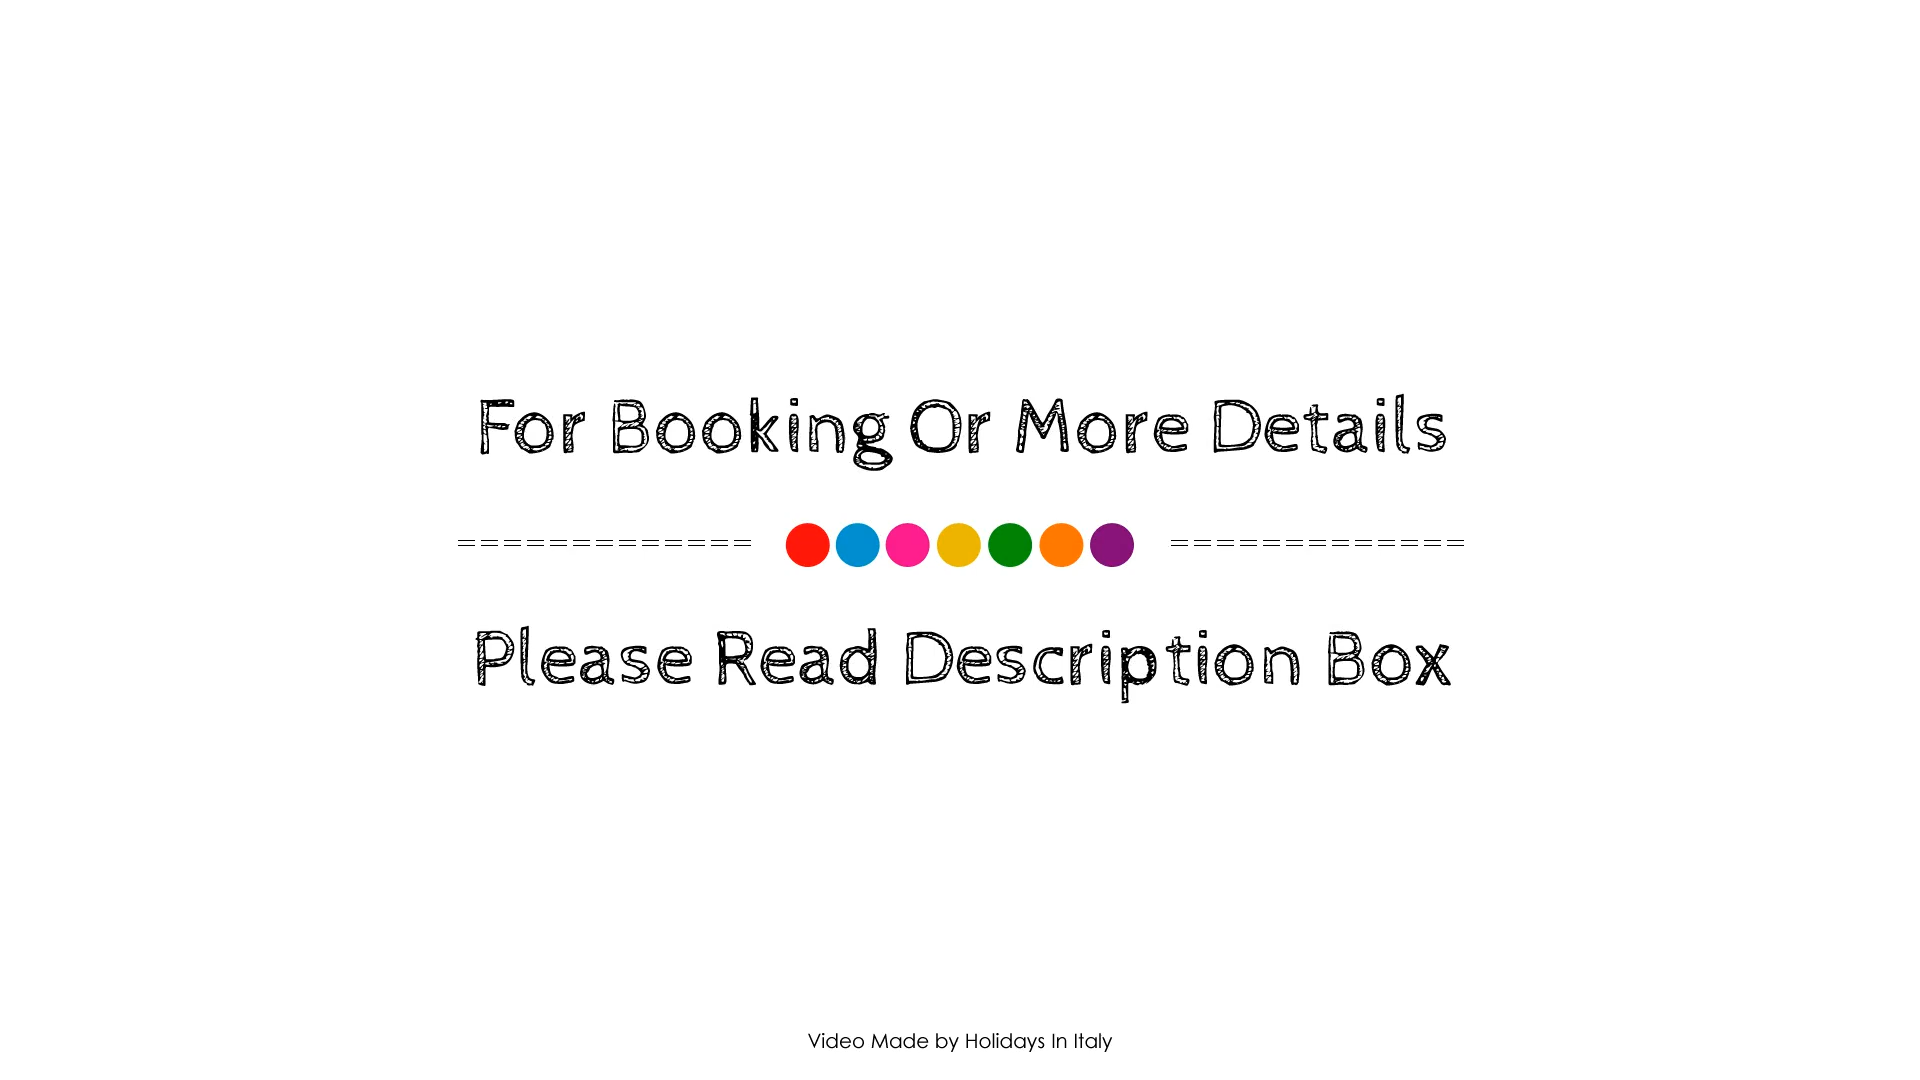 For Booking Or More Details
============= =============
Please Read Description Box
Video Made by Holidays In Italy